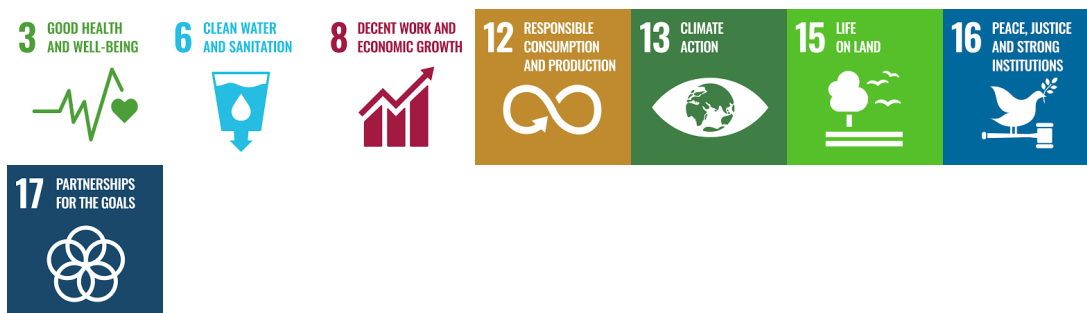 3 GOOD HEALTH
AND WELL-BEING
6 CLEAN WATER
AND SANITATION
8 DECENT WORK AND
ECONOMIC GROWTH
12 RESPONSIBLE
CONSUMPTION
AND PRODUCTION
13 CLIMATE
ACTION
15 LIFE
ON LAND
16 PEACE, JUSTICE
AND STRONG
INSTITUTIONS
17 PARTNERSHIPS
FOR THE GOALS